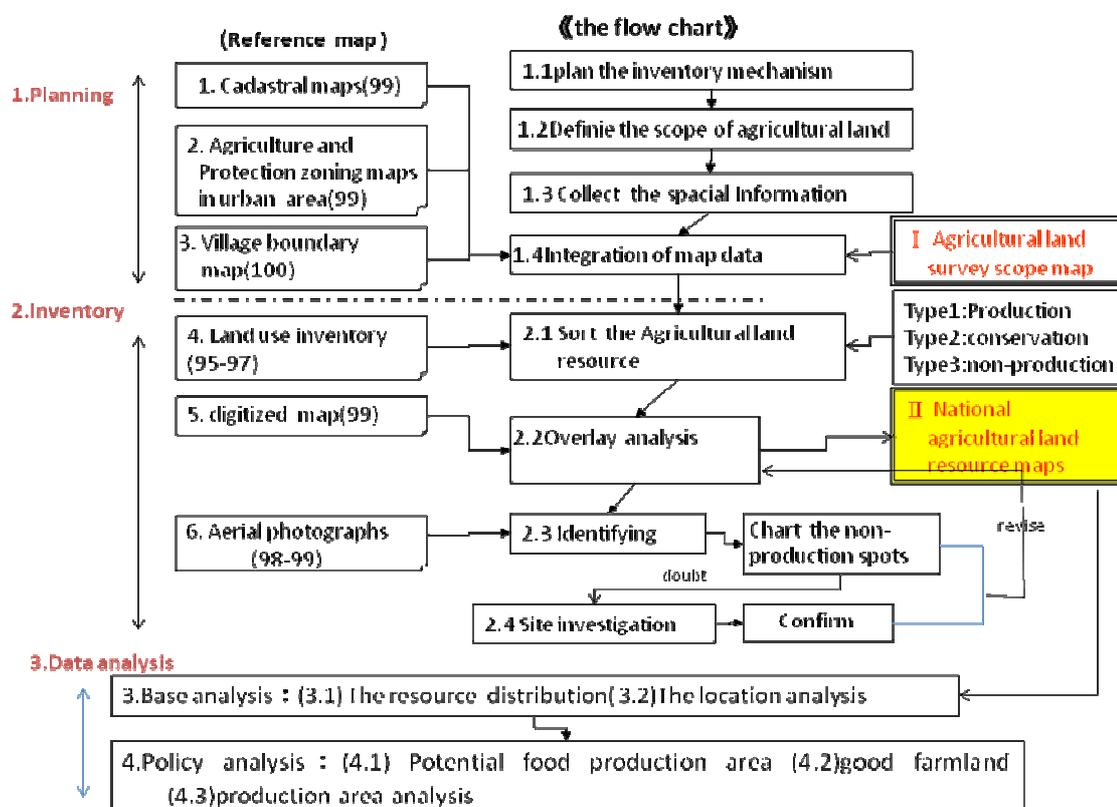 (Reference map)
《the flow chart》
1.Planning
1. Cadastral maps(99)
2. Agriculture and
Protection zoning maps
in urban area(99)
3. Village boundary
map(100)
1.1plan the inventory mechanism
1.2Definie the scope of agricultural land
1.3 Collect the spacial Information
1.4Integration of map data
Ⅰ Agricultural land
survey scope map
2.Inventory
4. Land use inventory
(95-97)
5. digitized map(99)
6. Aerial photographs
(98-99)
2.1 Sort the Agricultural land
resource
Type1:Production
Type2:conservation
Type3:non-production
2.2Overlay analysis
Ⅱ National
agricultural land
resource maps
2.3 Identifying
Chart the non-
production spots
revise
doubt
2.4 Site investigation
Confirm
3.Data analysis
3.Base analysis：(3.1) The resource distribution(3.2)The location analysis
4.Policy analysis：(4.1) Potential food production area (4.2)good farmland
(4.3)production area analysis